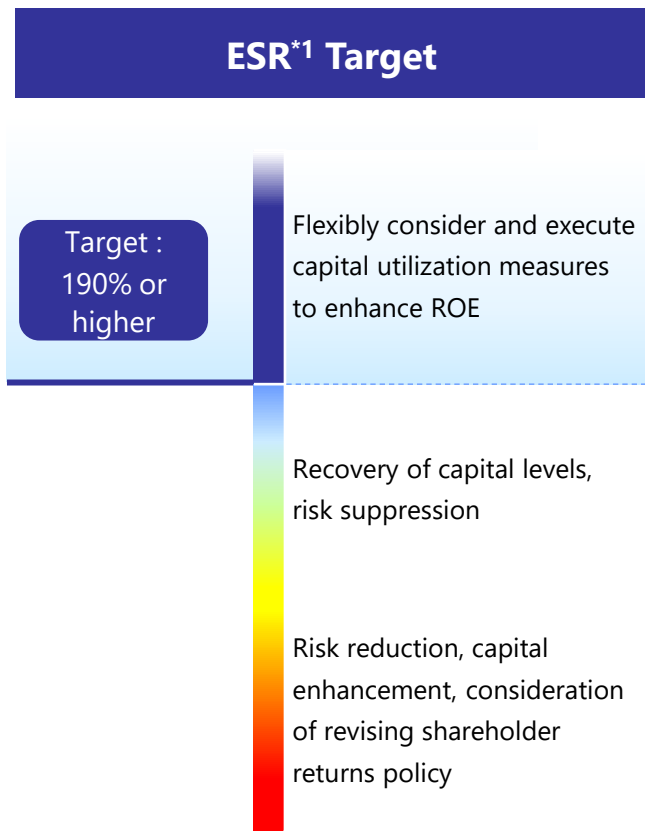 ESR*1 Target
Target :
190% or
higher
Flexibly consider and execute
capital utilization measures
to enhance ROE
Recovery of capital levels,
risk suppression
Risk reduction, capital
enhancement, consideration
of revising shareholder
returns policy